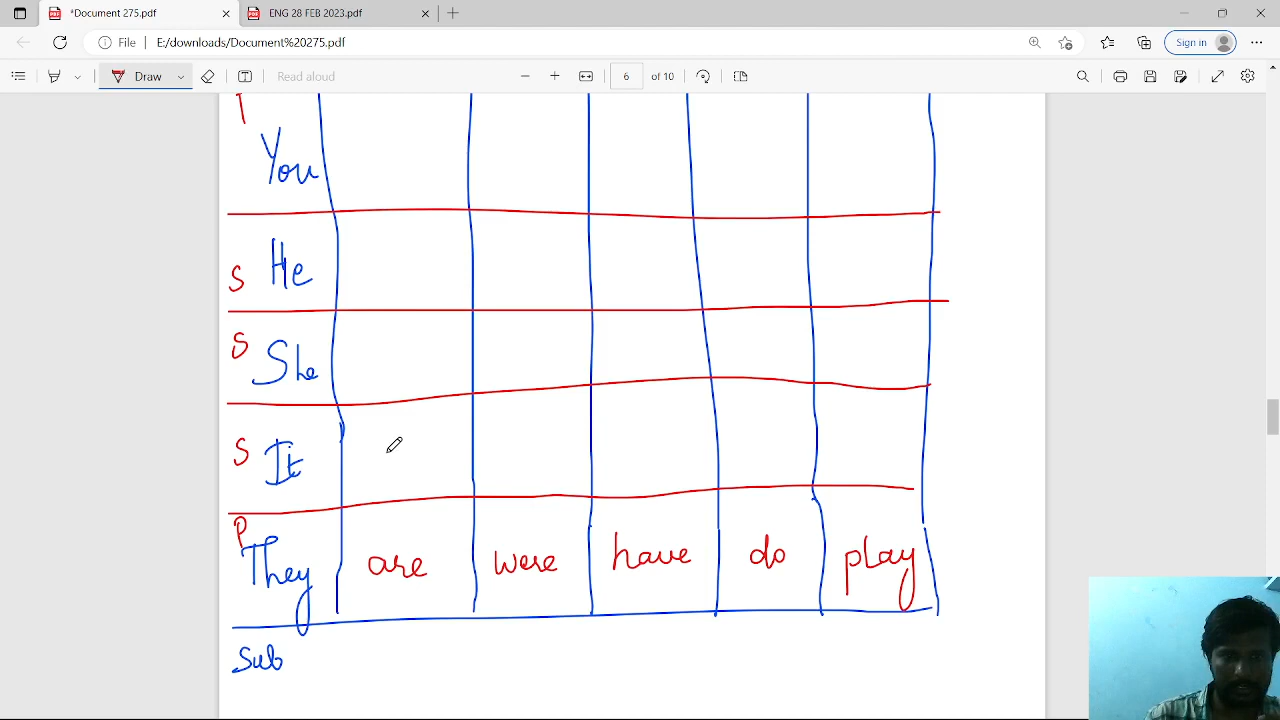 *Document 275.pdf
ENG 28 FEB 2023.pdf
File E:/downloads/Document%20275.pdf
Sign in
Draw
Read aloud
6 of 10
P
You
S He
S She
S It
P
They are were have do play
Sub